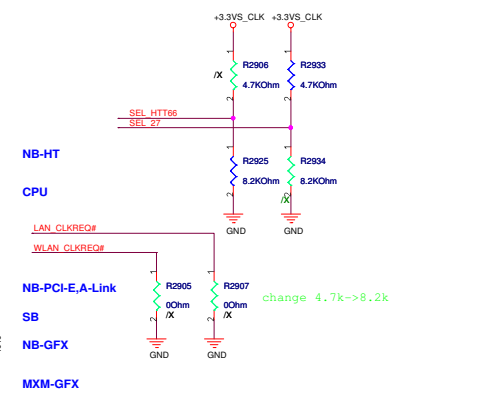 +3.3VS_CLK +3.3VS_CLK
1 1
R2906 R2933
/X
4.7KOhm 4.7KOhm
2 2
SEL_HTT66
SEL_27
1 1
NB-HT
R2925 R2934
8.2KOhm 8.2KOhm
CPU
2 2
/X
GND GND
LAN_CLKREQ#
WLAN_CLKREQ#
1 1
NB-PCI-E,A-Link
R2905 R2907
change 4.7k->8.2k
0Ohm 0Ohm
SB
2 /X 2 /X
NB-GFX
GND GND
MXM-GFX